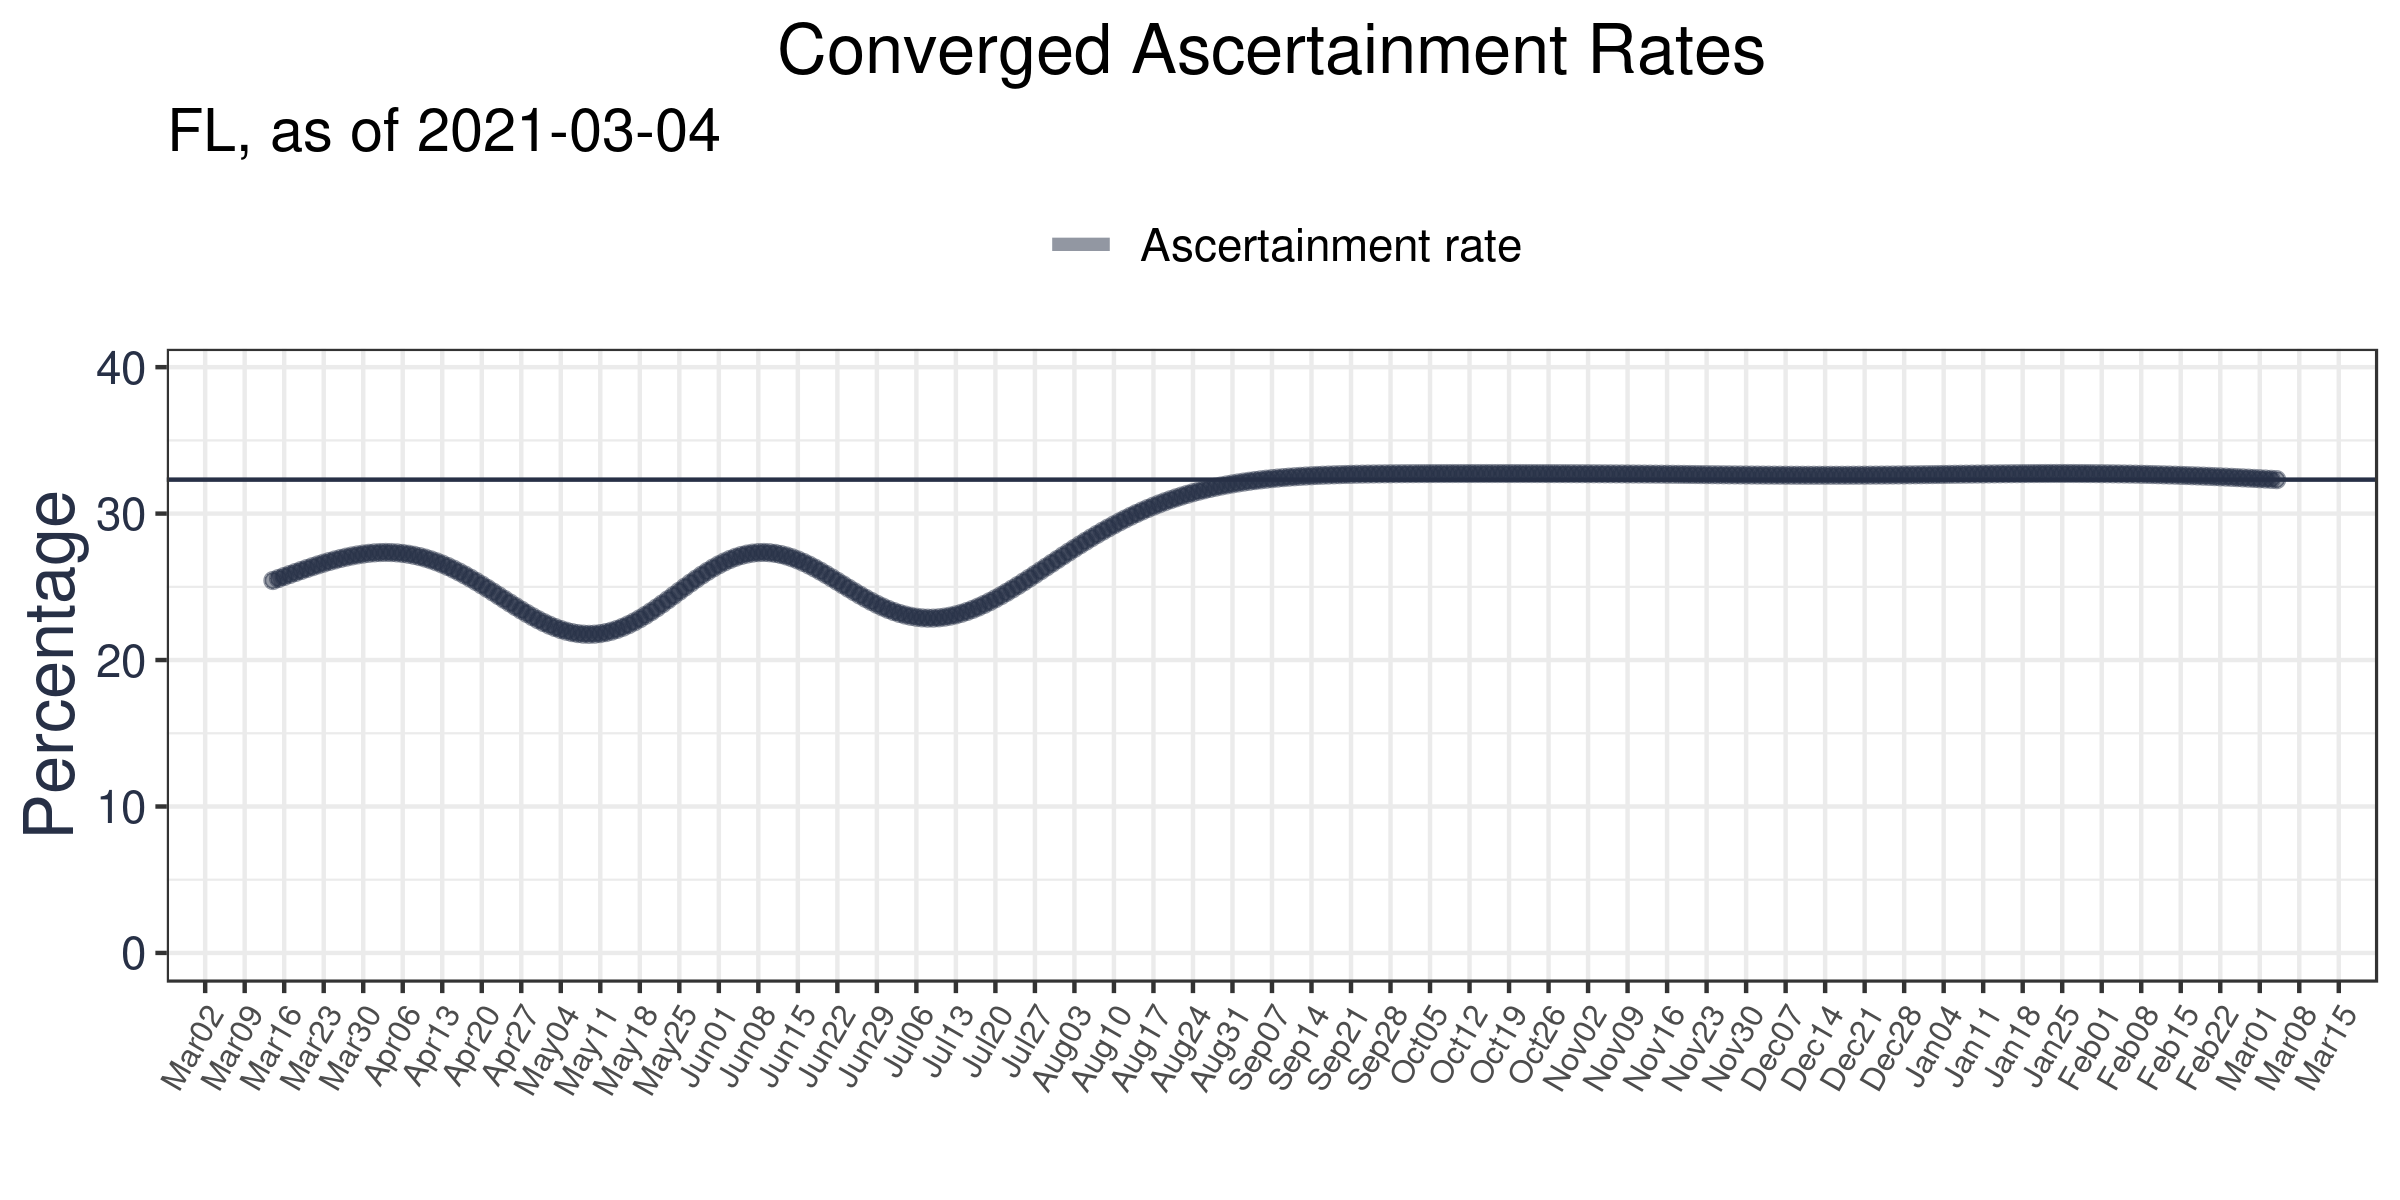 Converged Ascertainment Rates
FL, as of 2021-03-04
Ascertainment rate
Percentage
40
30
20
10
0
Mar02
Mar09
Mar16
Mar23
Mar30
Apr06
Apr13
Apr20
Apr27
May04
May11
May18
May25
Jun01
Jun08
Jun15
Jun22
Jun29
Jul06
Jul13
Jul20
Jul27
Aug03
Aug10
Aug17
Aug24
Aug31
Sep07
Sep14
Sep21
Sep28
Oct05
Oct12
Oct19
Oct26
Nov02
Nov09
Nov16
Nov23
Nov30
Dec07
Dec14
Dec21
Dec28
Jan04
Jan11
Jan18
Jan25
Feb01
Feb08
Feb15
Feb22
Mar01
Mar08
Mar15